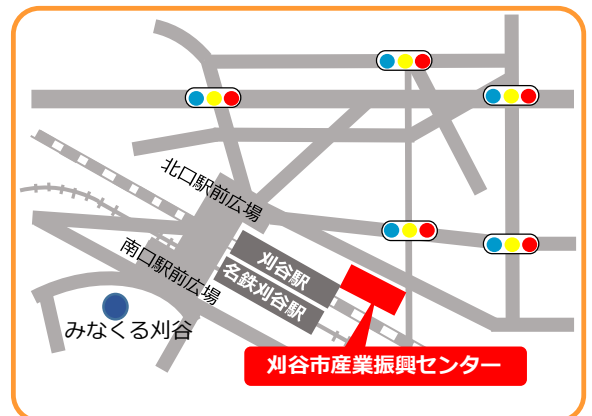 北口駅前広場
刈谷駅
南口駅前広場
名鉄刈谷駅
みなくる刈谷
刈谷市産業振興センター